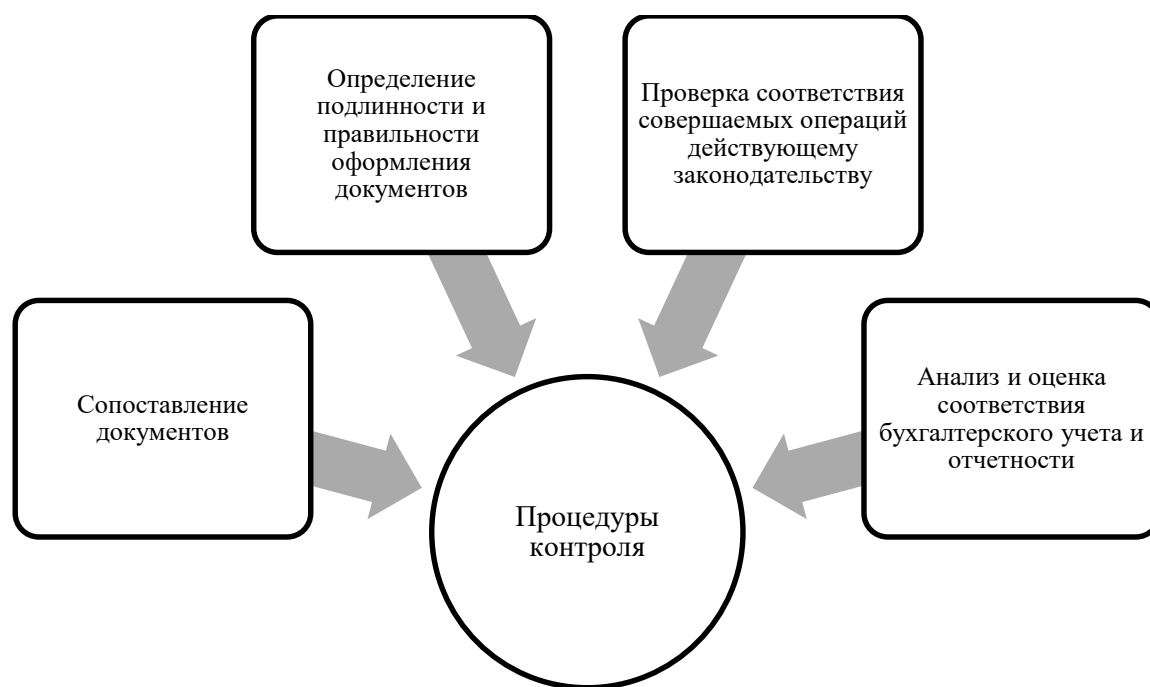 Определение
подлинности и
правильности
оформления
документов
Проверка соответствия
совершаемых операций
действующему
законодательству
Сопоставление
документов
Анализ и оценка
соответствия
бухгалтерского учета и
отчетности
Процедуры
контроля